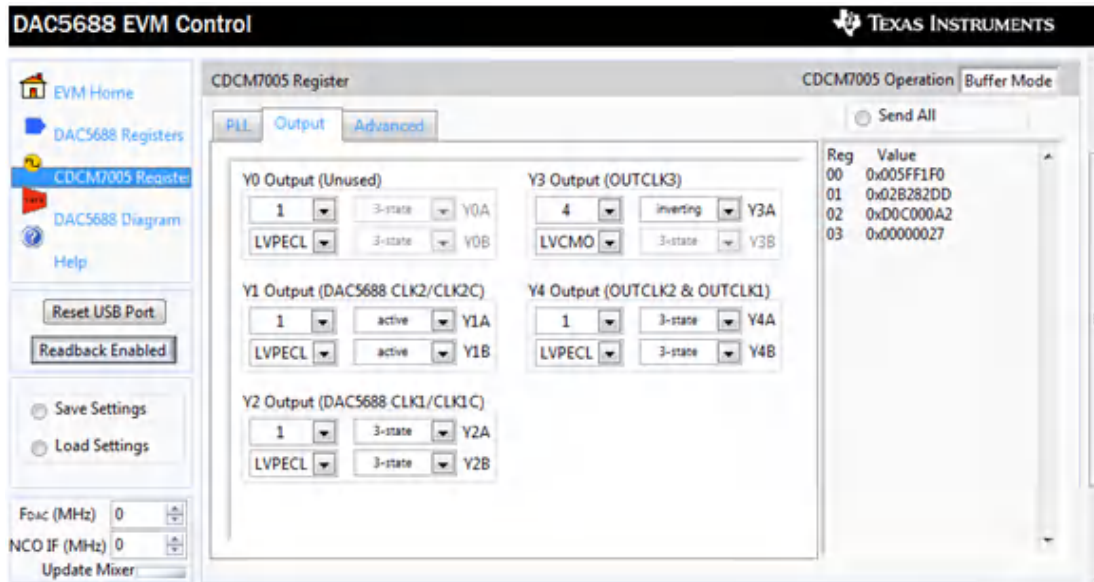 DAC5688 EVM Control
TEXAS INSTRUMENTS
EVM Home
DAC5688 Registers
CDCM7005 Register
DAC5688 Diagram
Help
Reset USB Port
Readback Enabled
Save Settings
Load Settings
FDAC (MHz) 0
NCO IF (MHz) 0
Update Mixer
CDCM7005 Register
CDCM7005 Operation Buffer Mode
PLL Output Advanced
Y0 Output (Unused)
1 3-state Y0A
LVPECL 3-state Y0B
Y1 Output (DAC5688 CLK2/CLK2C)
1 active Y1A
LVPECL active Y1B
Y2 Output (DAC5688 CLK1/CLK1C)
1 3-state Y2A
LVPECL 3-state Y2B
Y3 Output (OUTCLK3)
4 inverting Y3A
LVCMO 3-state Y3B
Y4 Output (OUTCLK2 & OUTCLK1)
1 3-state Y4A
LVPECL 3-state Y4B
Send All
Reg Value
00 0x005FF1F0
01 0x02B282DD
02 0xD0C000A2
03 0x00000027